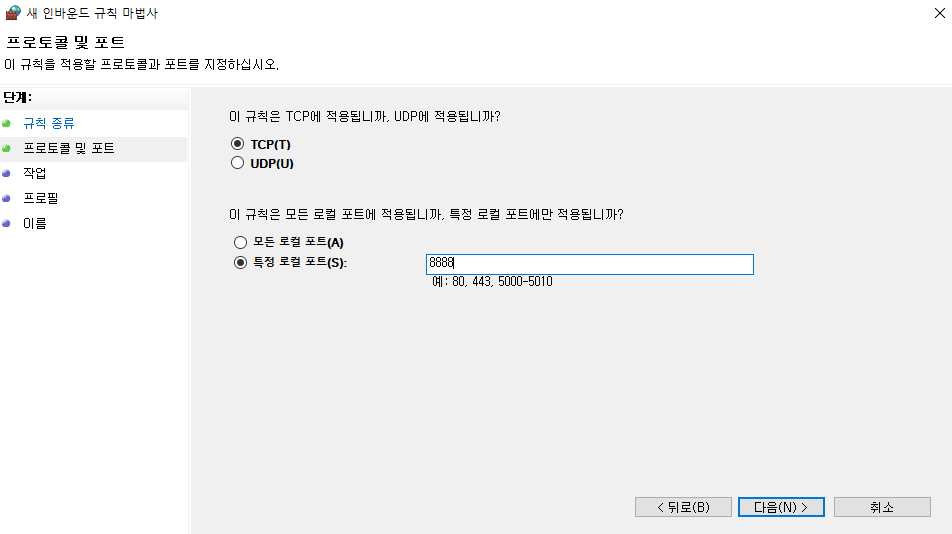 새 인바운드 규칙 마법사
프로토콜 및 포트
이 규칙을 적용할 프로토콜과 포트를 지정하십시오.
단계:
규칙 종류
프로토콜 및 포트
작업
프로필
이름
이 규칙은 TCP에 적용됩니까, UDP에 적용됩니까?
TCP(T)
UDP(U)
이 규칙은 모든 로컬 포트에 적용됩니까, 특정 로컬 포트에만 적용됩니까?
모든 로컬 포트(A)
특정 로컬 포트(S): 8888
예: 80, 443, 5000-5010
< 뒤로(B) 다음(N) > 취소